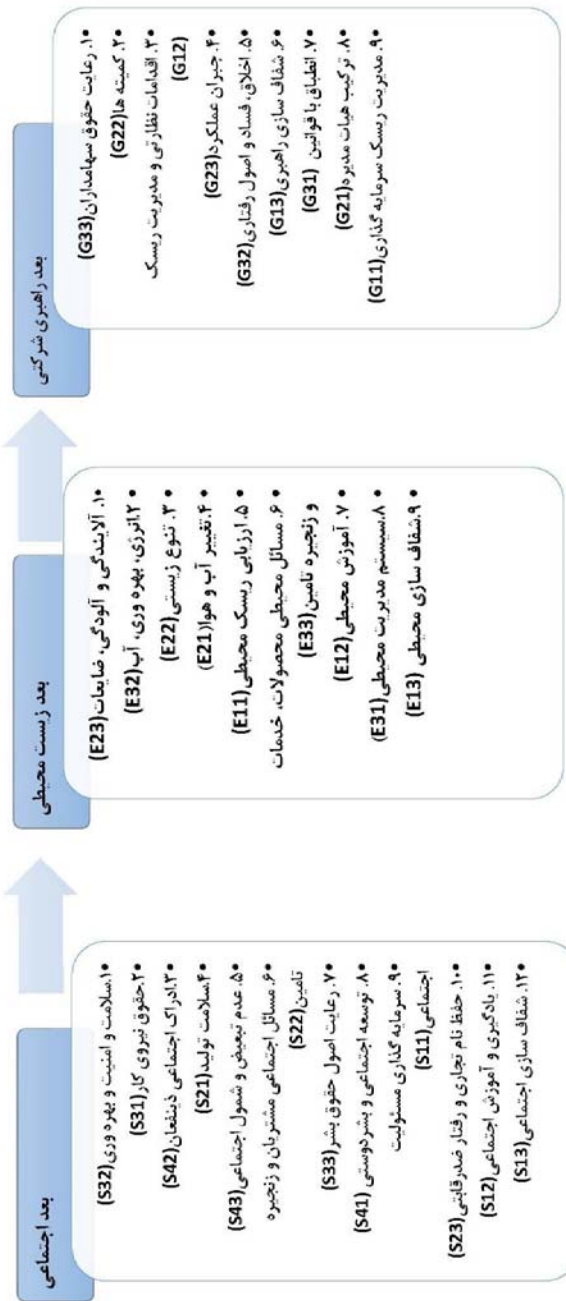 بعد اجتماعی
۱.سلامت و امنیت و بهره وری(S32)
۲.حقوق نیروی کار(S31)
۳.ادراک اجتماعی ذینفعان(S42)
۴.سلامت تولید(S21)
۵. عدم تبعیض و شمول اجتماعی(S43)
۶. مسائل اجتماعی مشتریان و زنجیره
تامین(S22)
۷. رعایت اصول حقوق بشر(S33)
۸. توسعه اجتماعی و بشردوستی (S41)
۹. سرمایه گذاری مسئولیت
اجتماعی(S11)
۱۰. حفظ نام تجاری و رفتار ضدرقابتی(S23)
۱۱. یادگیری و آموزش اجتماعی(S12)
۱۲. شفاف سازی اجتماعی(S13)
بعد زیست محیطی
۱. آلایندگی و آلودگی، ضایعات(E23)
۲.انرژی، بهره وری، آب(E32)
۳. تنوع زیستی(E22)
۴.تغییر آب و هوا(E21)
۵.ارزیابی ریسک محیطی(E11)
۶. مسائل محیطی محصولات، خدمات
و زنجیره تامین(E33)
۷. آموزش محیطی(E12)
۸.سیستم مدیریت محیطی(E31)
۹.شفاف سازی محیطی (E13)
بعد راهبری شرکتی
۱. رعایت حقوق سهامداران(G33)
۲. کمیته ها(G22)
۳. اقدامات نظارتی و مدیریت ریسک
(G12)
۴. جبران عملکرد(G23)
۵. اخلاق، فساد و اصول رفتاری(G32)
۶. شفاف سازی راهبری(G13)
۷. انطباق با قوانین (G31)
۸. ترکیب هیات مدیره(G21)
۹. مدیریت ریسک سرمایه گذاری(G11)